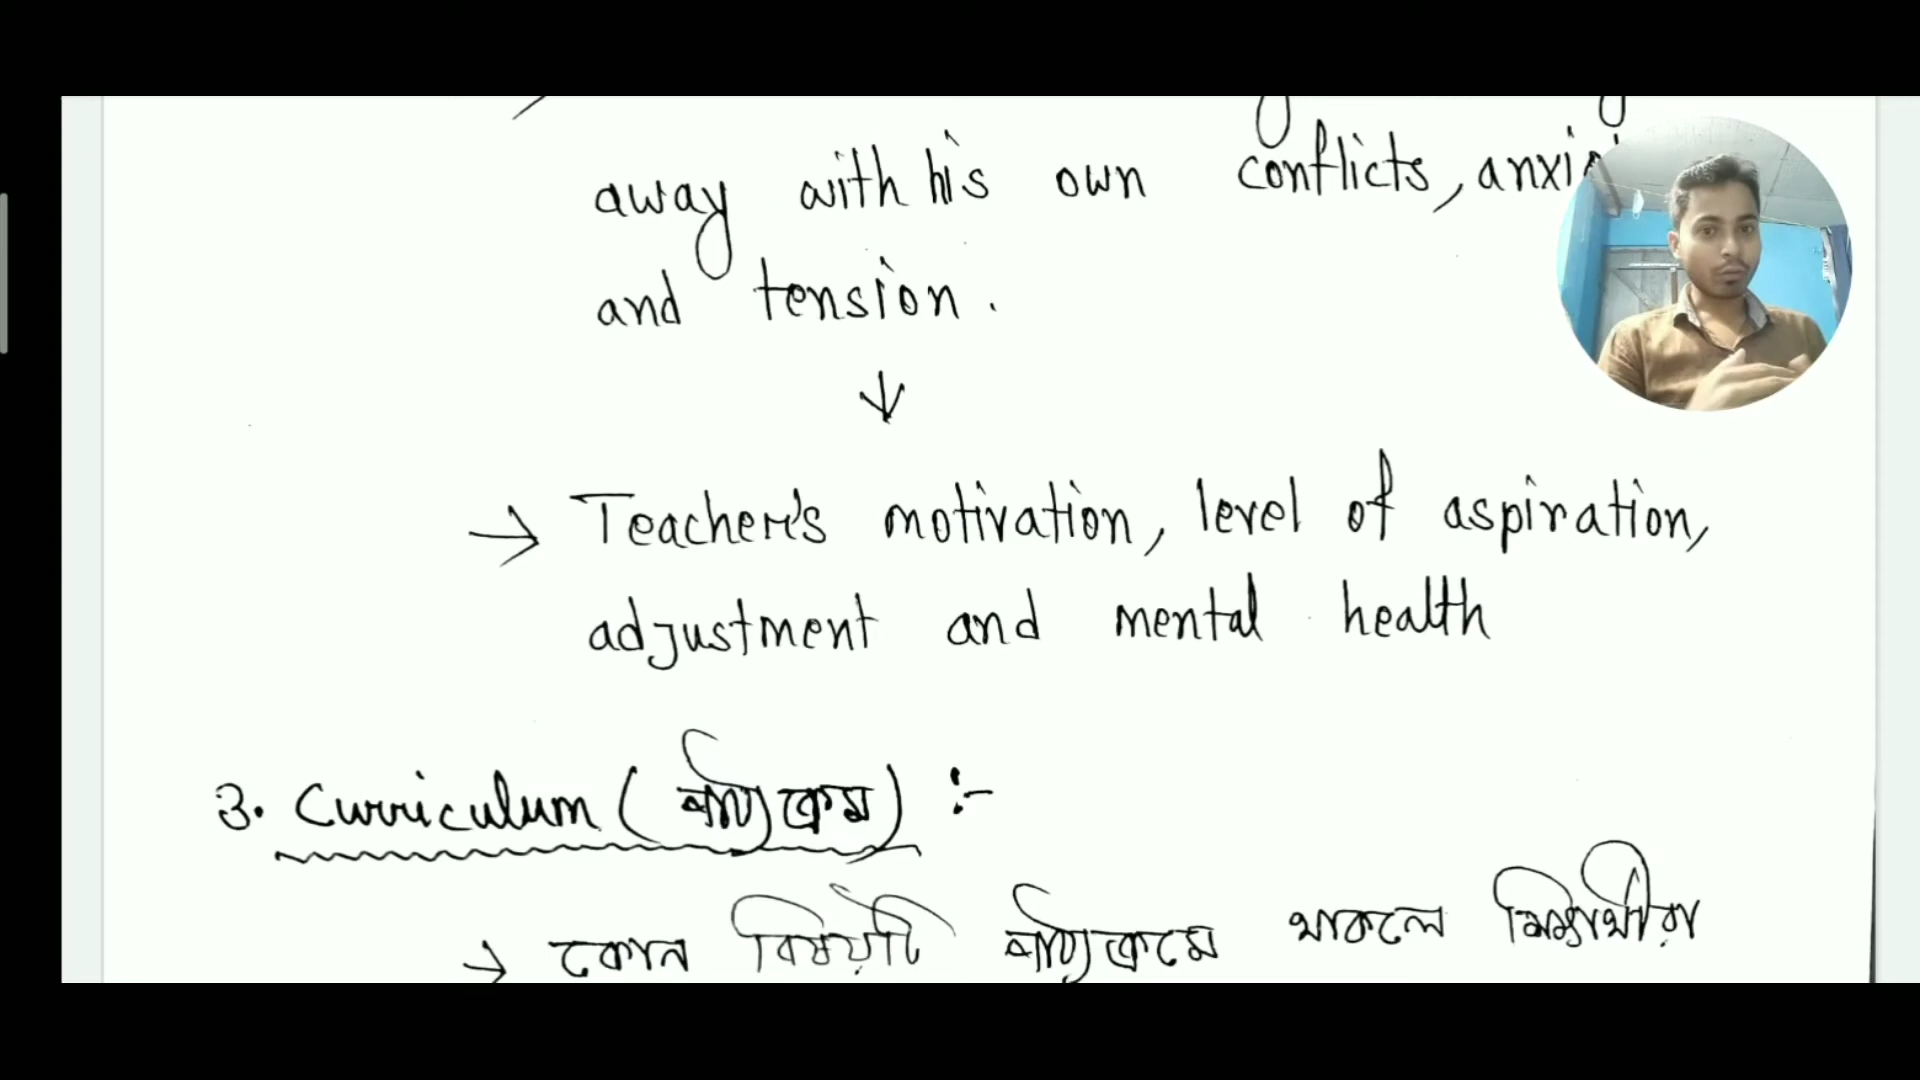 away with his own conflicts,
and tension.
↓
→ Teacher's motivation, level of aspiration,
adjustment and mental health
3. Curriculum (পাঠ্যক্রম) :-
→ কোন বিষয়টি পাঠ্যক্রমে থাকলে শিক্ষার্থীরা